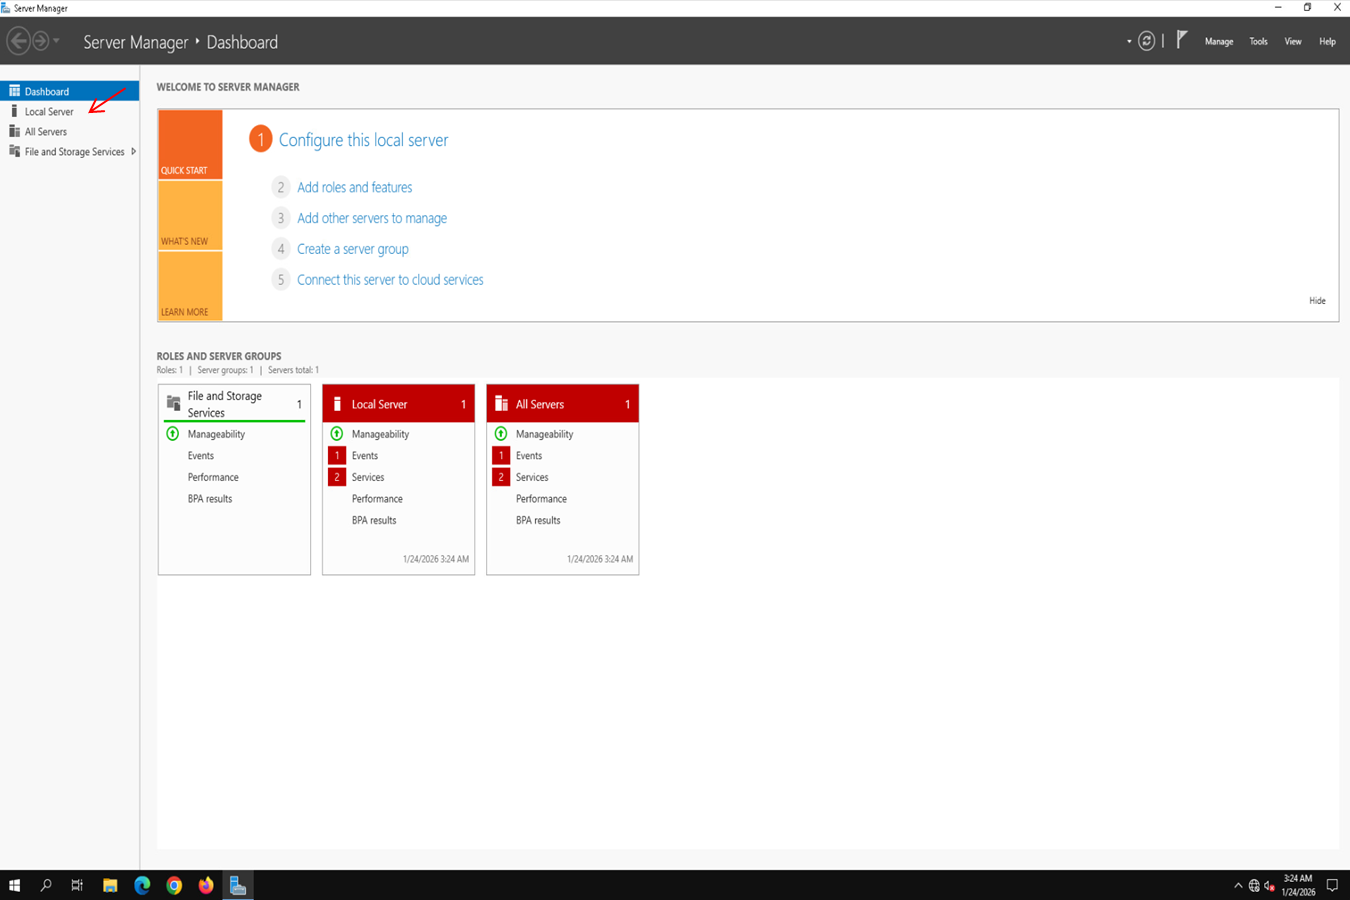 Server Manager
Server Manager • Dashboard
Manage Tools View Help
Dashboard
Local Server
All Servers
File and Storage Services
WELCOME TO SERVER MANAGER
QUICK START
WHAT'S NEW
LEARN MORE
1 Configure this local server
2 Add roles and features
3 Add other servers to manage
4 Create a server group
5 Connect this server to cloud services
Hide
ROLES AND SERVER GROUPS
Roles: 1 | Server groups: 1 | Servers total: 1
File and Storage
Services 1
Manageability
Events
Performance
BPA results
Local Server 1
Manageability
1 Events
2 Services
Performance
BPA results
1/24/2026 3:24 AM
All Servers 1
Manageability
1 Events
2 Services
Performance
BPA results
1/24/2026 3:24 AM
3:24 AM
1/24/2026